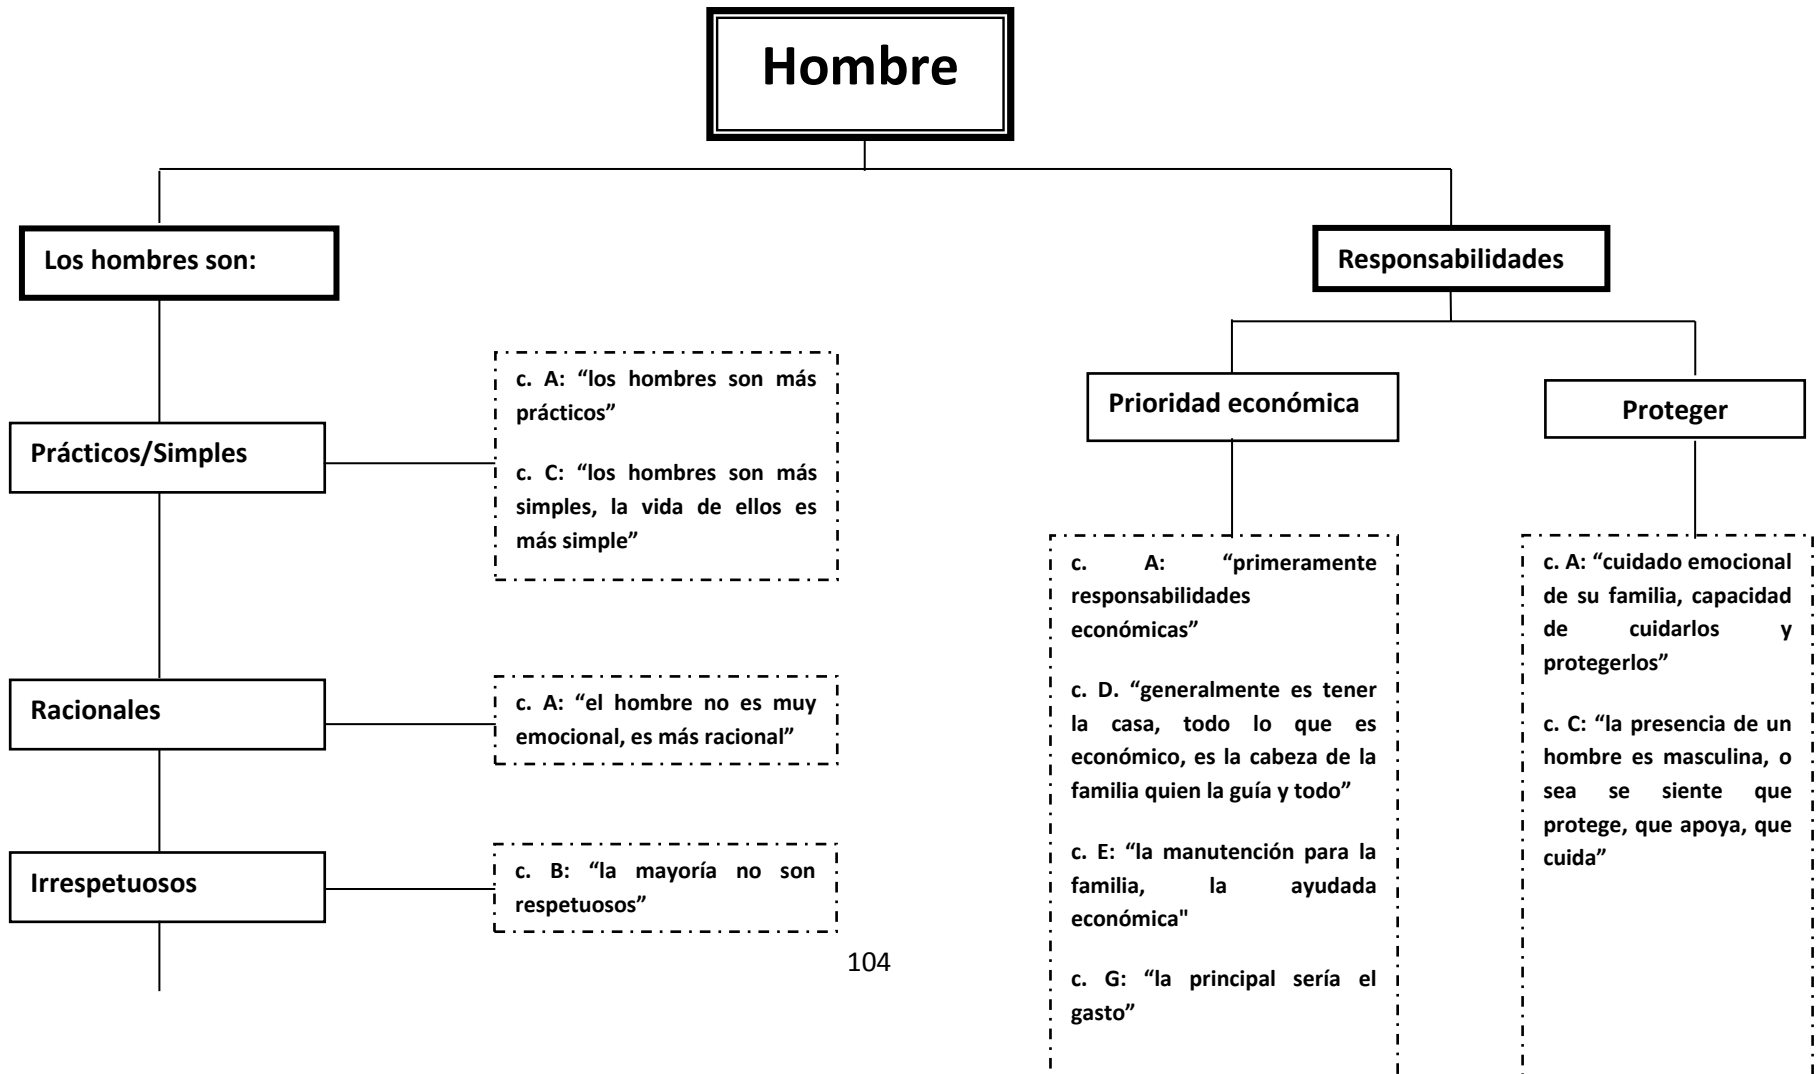 Hombre
Los hombres son:
Prácticos/Simples
c. A: “los hombres son más
prácticos”
c. C: “los hombres son más
simples, la vida de ellos es
más simple”
Racionales
c. A: “el hombre no es muy
emocional, es más racional”
Irrespetuosos
c. B: “la mayoría no son
respetuosos”
Responsabilidades
Prioridad económica
c. A: “primeramente
responsabilidades
económicas”
c. D. “generalmente es tener
la casa, todo lo que es
económico, es la cabeza de la
familia quien la guía y todo”
c. E: “la manutención para la
familia, la ayudada
económica"
c. G: “la principal sería el
gasto”
Proteger
c. A: “cuidado emocional
de su familia, capacidad
de cuidarlos y
protegerlos”
c. C: “la presencia de un
hombre es masculina, o
sea se siente que
protege, que apoya, que
cuida”
104